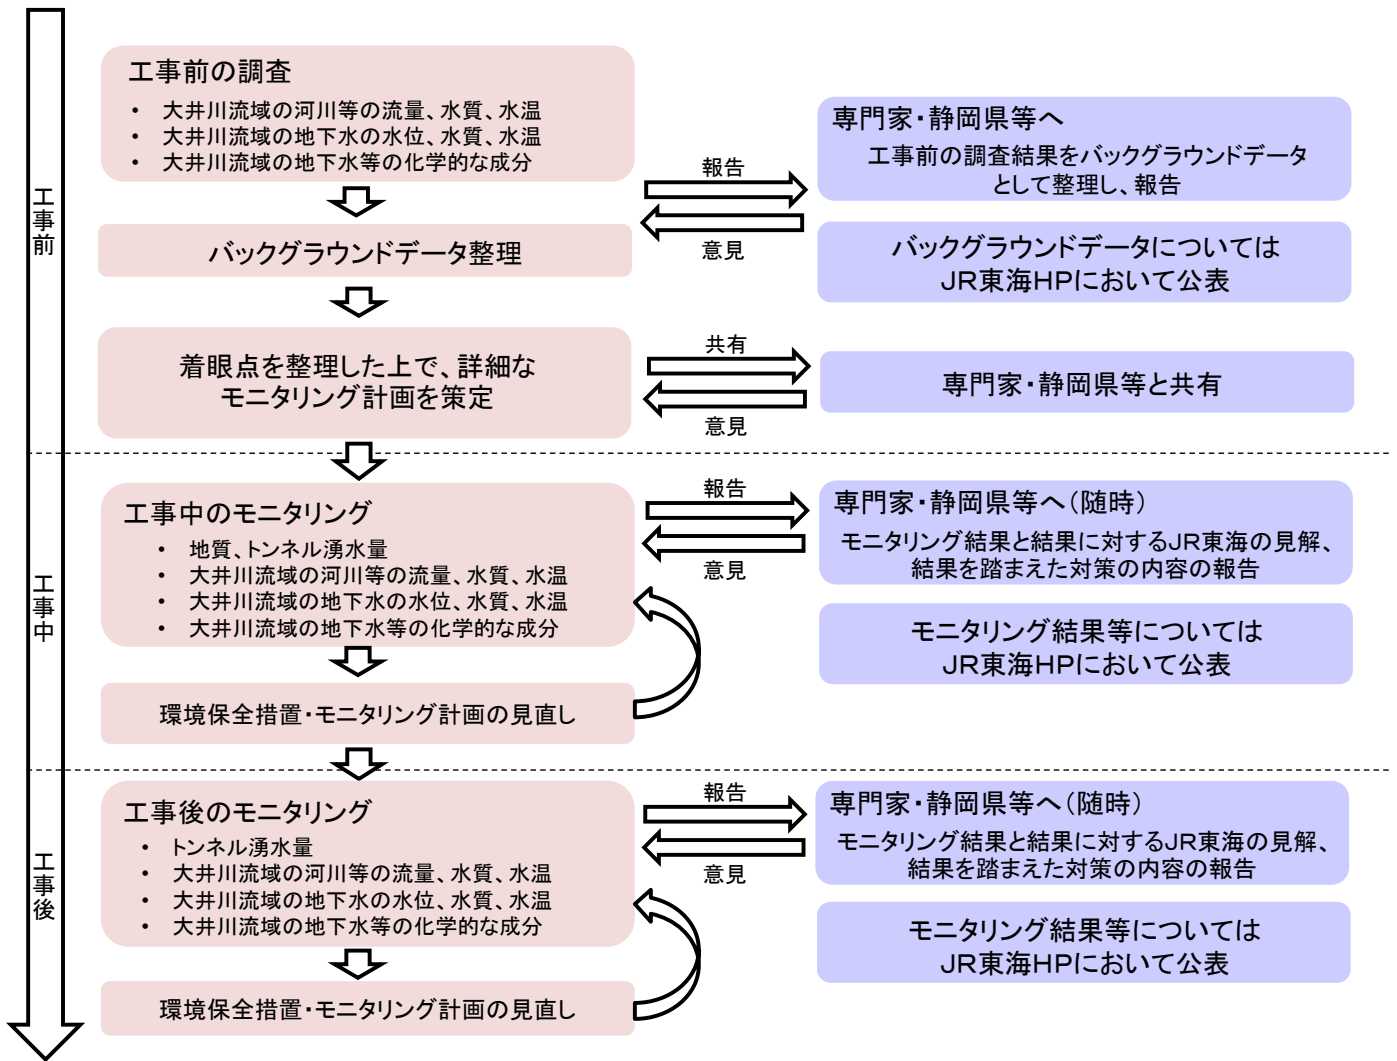 工事前
工事前の調査
• 大井川流域の河川等の流量、水質、水温
• 大井川流域の地下水の水位、水質、水温
• 大井川流域の地下水等の化学的な成分
報告
意見
専門家・静岡県等へ
工事前の調査結果をバックグラウンドデータ
として整理し、報告
バックグラウンドデータ整理
バックグラウンドデータについては
JR東海HPにおいて公表
着眼点を整理した上で、詳細な
モニタリング計画を策定
共有
意見
専門家・静岡県等と共有
工事中
工事中のモニタリング
• 地質、トンネル湧水量
• 大井川流域の河川等の流量、水質、水温
• 大井川流域の地下水の水位、水質、水温
• 大井川流域の地下水等の化学的な成分
報告
意見
専門家・静岡県等へ(随時)
モニタリング結果と結果に対するJR東海の見解、
結果を踏まえた対策の内容の報告
モニタリング結果等については
JR東海HPにおいて公表
環境保全措置・モニタリング計画の見直し
工事後
工事後のモニタリング
• トンネル湧水量
• 大井川流域の河川等の流量、水質、水温
• 大井川流域の地下水の水位、水質、水温
• 大井川流域の地下水等の化学的な成分
報告
意見
専門家・静岡県等へ(随時)
モニタリング結果と結果に対するJR東海の見解、
結果を踏まえた対策の内容の報告
モニタリング結果等については
JR東海HPにおいて公表
環境保全措置・モニタリング計画の見直し